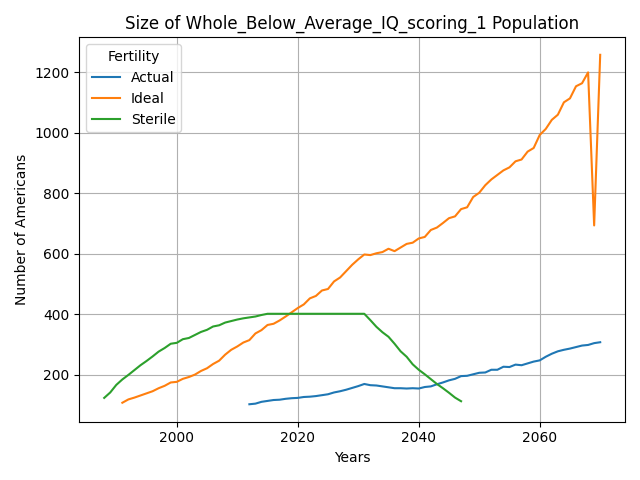 Size of Whole_Below_Average_IQ_scoring_1 Population
Fertility
Actual
Ideal
Sterile
1200
1000
800
600
400
200
Number of Americans
2000
2020
2040
2060
Years